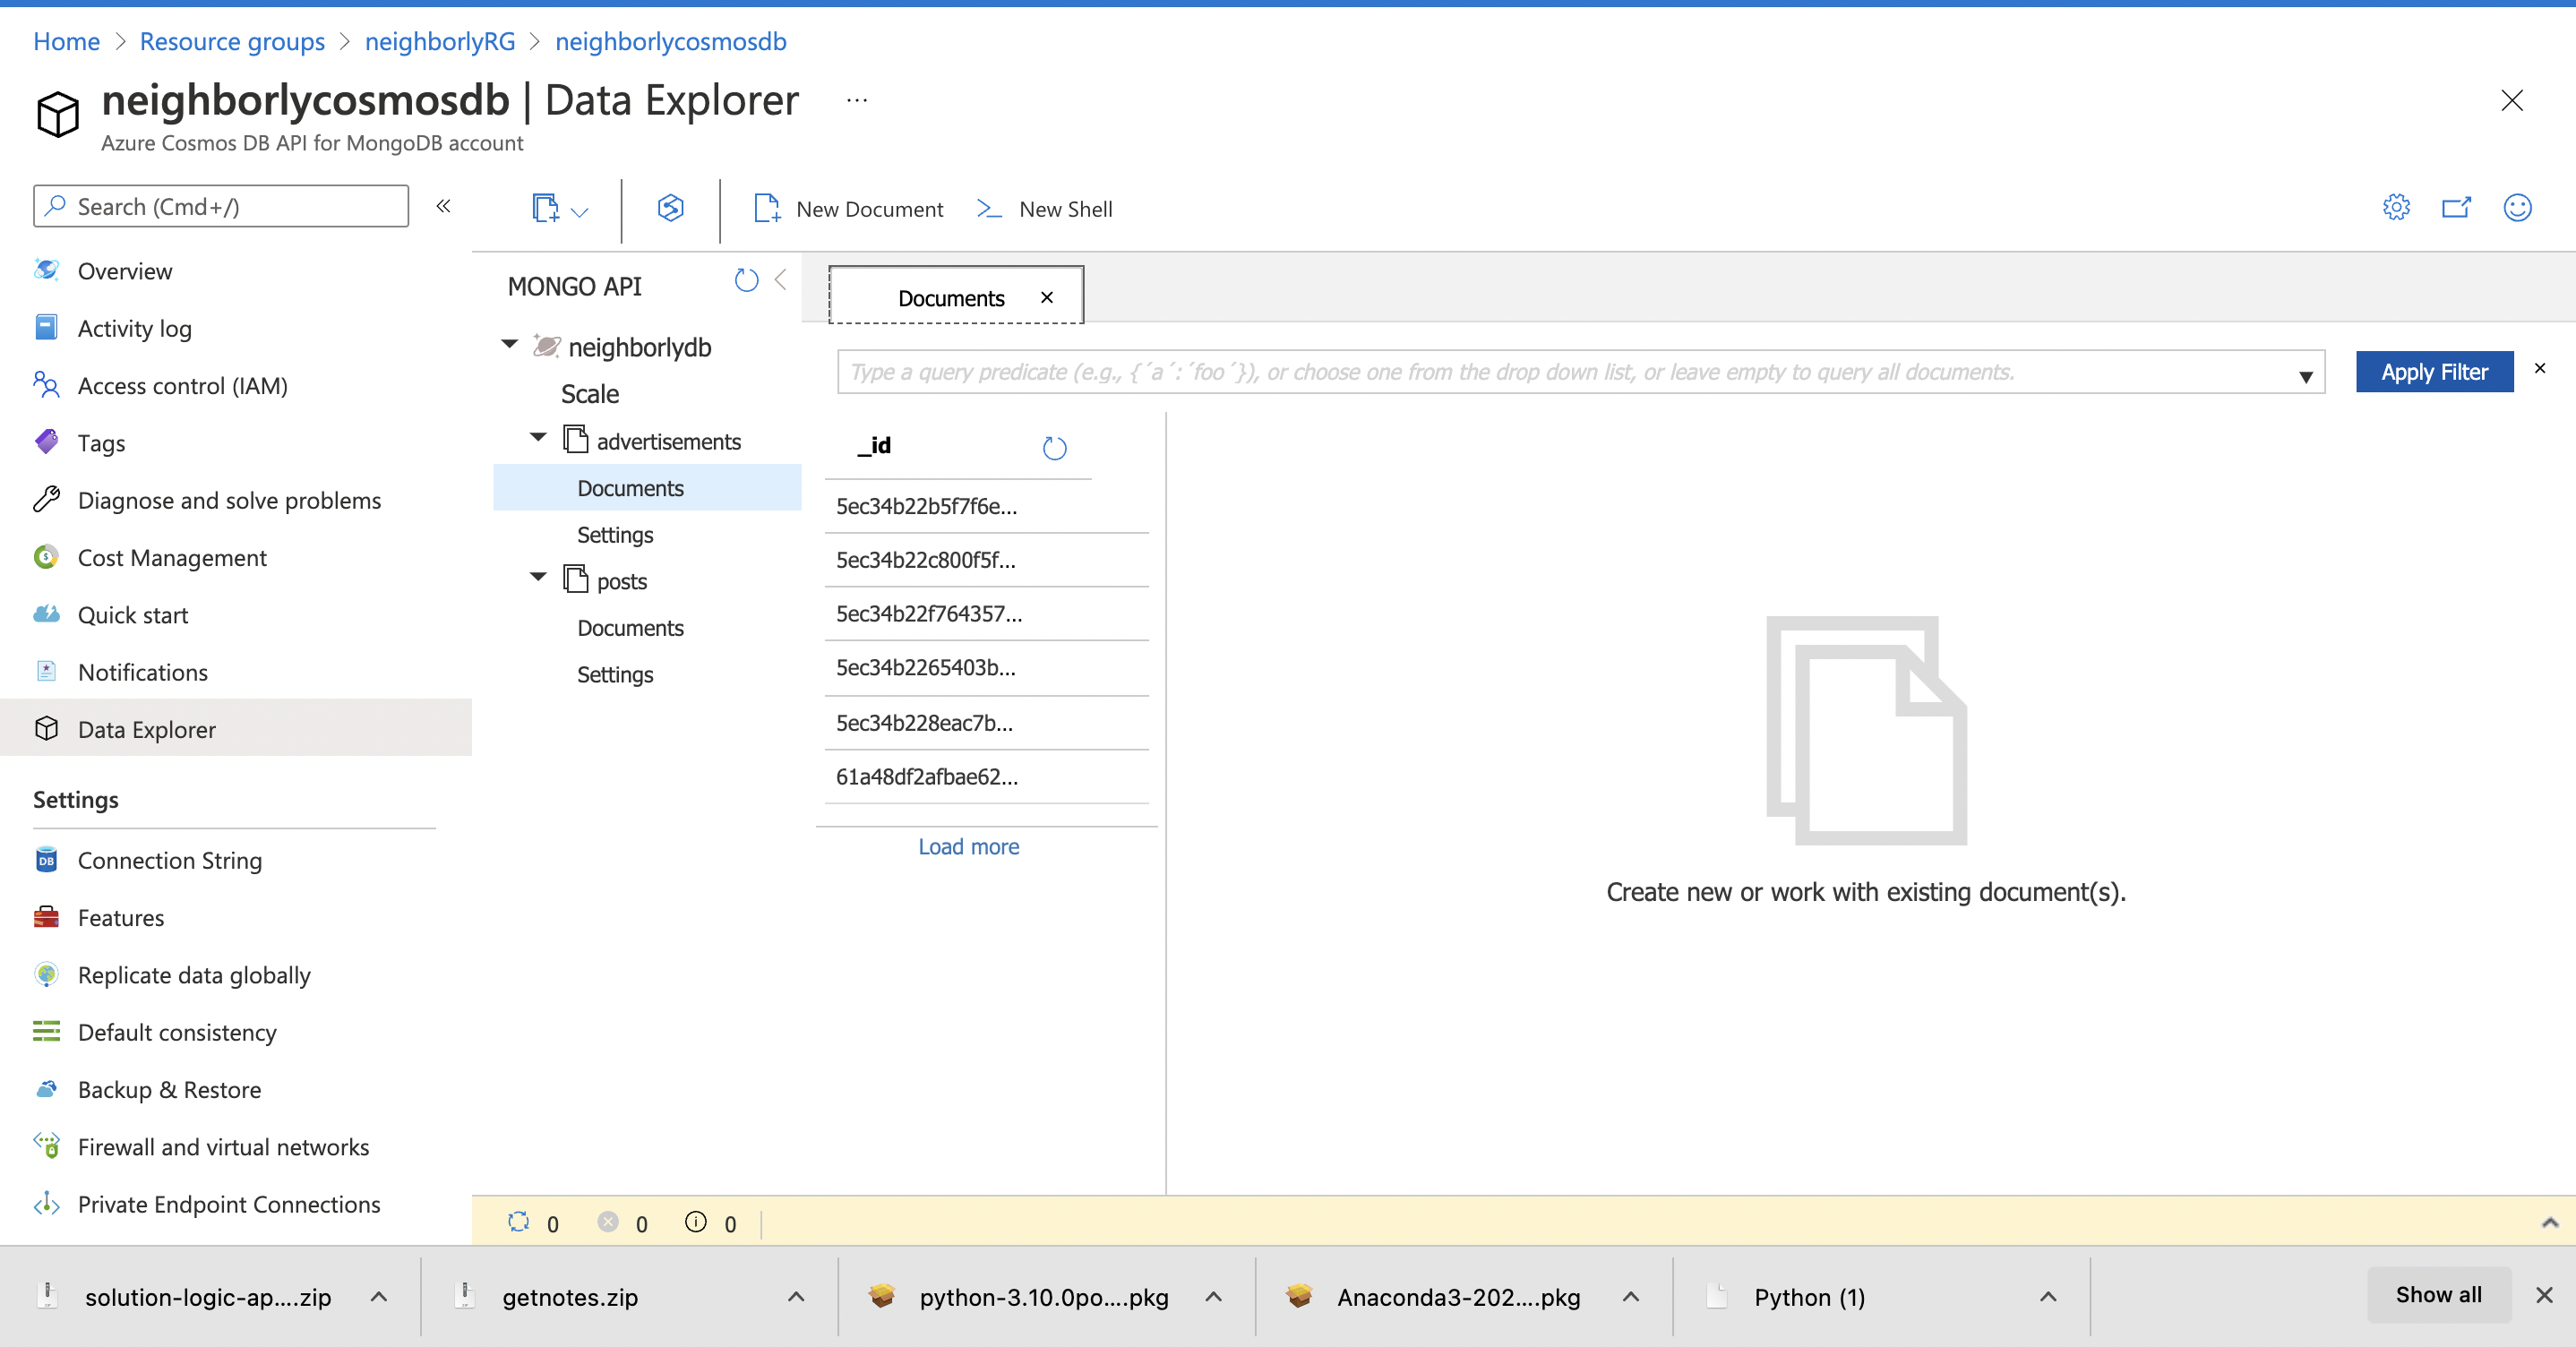 Home > Resource groups > neighborlyRG > neighborlycosmosdb
neighborlycosmosdb | Data Explorer ...
Azure Cosmos DB API for MongoDB account
Search (Cmd+/)
«
New Document
New Shell
Overview
Activity log
Access control (IAM)
Tags
Diagnose and solve problems
Cost Management
Quick start
Notifications
Data Explorer
Settings
Connection String
Features
Replicate data globally
Default consistency
Backup & Restore
Firewall and virtual networks
Private Endpoint Connections
MONGO API
neighborlydb
Scale
advertisements
Documents
Settings
posts
Documents
Settings
Documents
Type a query predicate (e.g., {´a´:´foo´}), or choose one from the drop down list, or leave empty to query all documents.
Apply Filter
_id
5ec34b22b5f7f6e...
5ec34b22c800f5f...
5ec34b22f764357...
5ec34b2265403b...
5ec34b228eac7b...
61a48df2afbae62...
Load more
Create new or work with existing document(s).
0 0 0
solution-logic-ap....zip
getnotes.zip
python-3.10.0po....pkg
Anaconda3-202....pkg
Python (1)
Show all